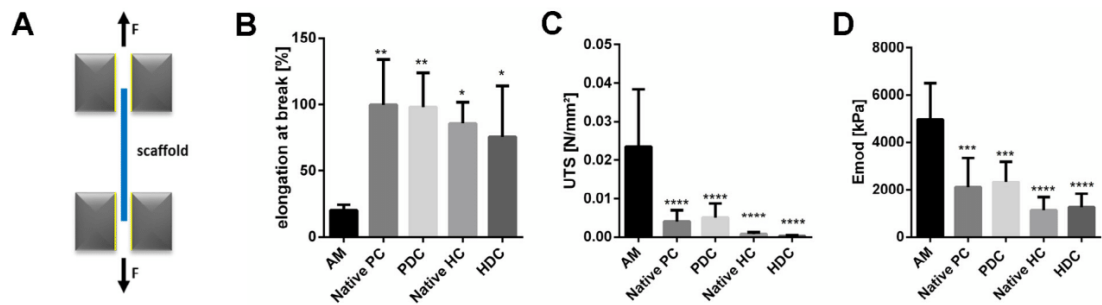 A
F
scaffold
F
B
elongation at break [%]
150
100
50
0
**
**
*
*
AM
Native PC
PDC
Native HC
HDC
C
UTS [N/mm²]
0.05
0.04
0.03
0.02
0.01
0.00
****
****
****
****
AM
Native PC
PDC
Native HC
HDC
D
Emod [kPa]
8000
6000
4000
2000
0
***
***
****
****
AM
Native PC
PDC
Native HC
HDC